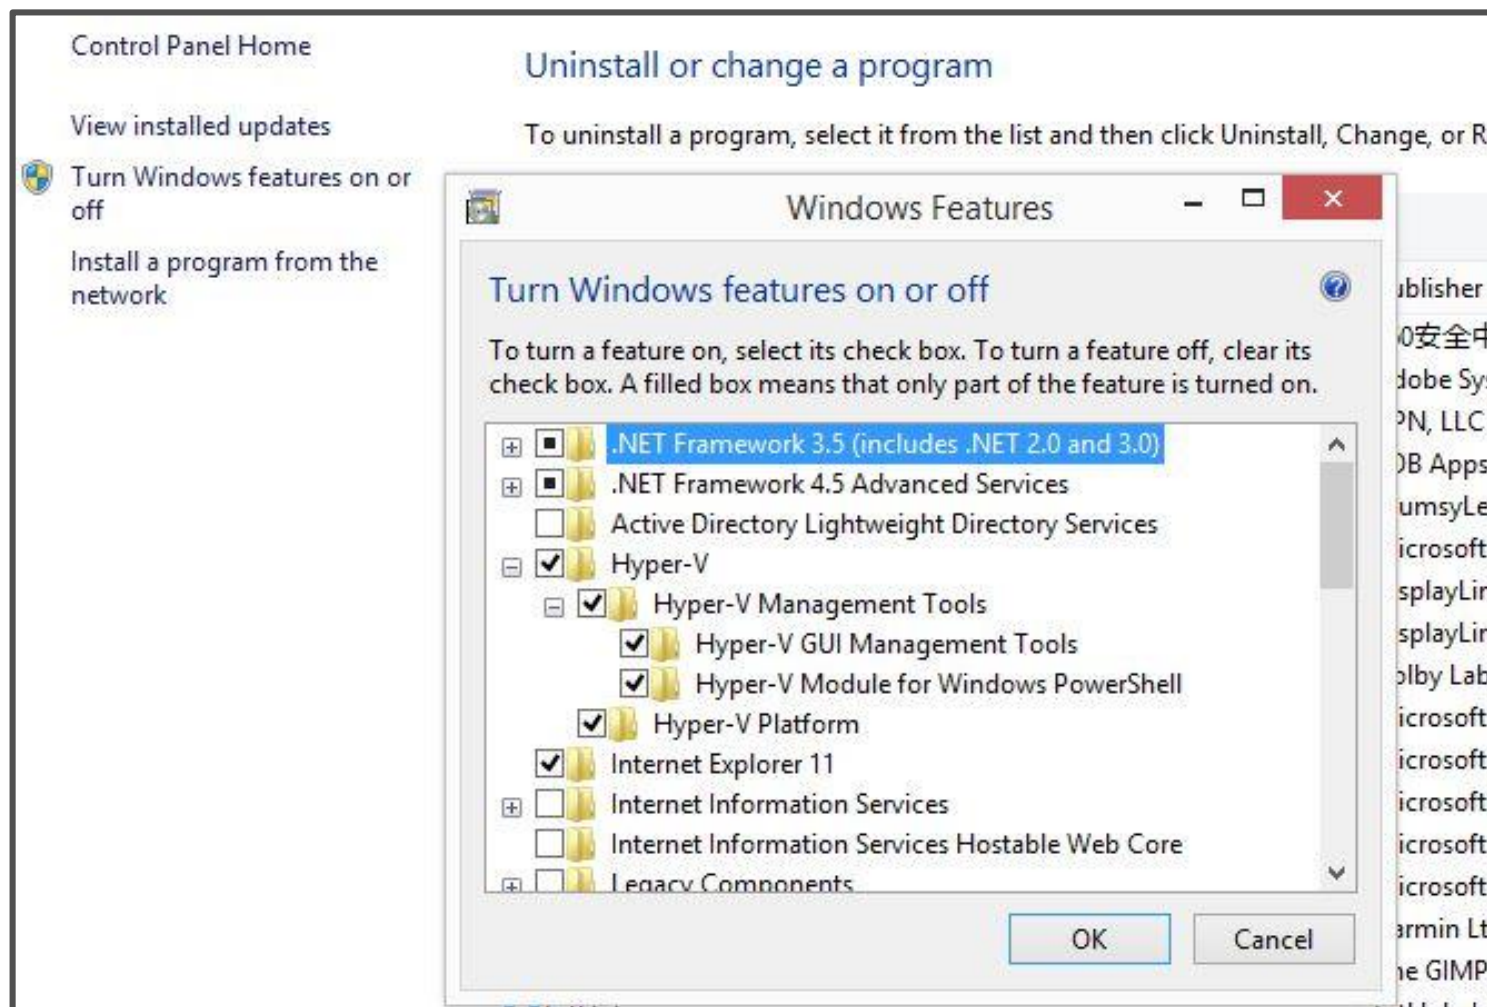 Control Panel Home
View installed updates
Turn Windows features on or
off
Install a program from the
network
Uninstall or change a program
To uninstall a program, select it from the list and then click Uninstall, Change, or R
Windows Features
Turn Windows features on or off
To turn a feature on, select its check box. To turn a feature off, clear its
check box. A filled box means that only part of the feature is turned on.
.NET Framework 3.5 (includes .NET 2.0 and 3.0)
.NET Framework 4.5 Advanced Services
Active Directory Lightweight Directory Services
Hyper-V
Hyper-V Management Tools
Hyper-V GUI Management Tools
Hyper-V Module for Windows PowerShell
Hyper-V Platform
Internet Explorer 11
Internet Information Services
Internet Information Services Hostable Web Core
Legacy Components
OK
Cancel
ublisher
0安全中
dobe Sys
PN, LLC
OB Apps
umsyLe
icrosoft
splayLin
splayLin
olby Lab
icrosoft
icrosoft
icrosoft
icrosoft
icrosoft
armin Lt
he GIMP